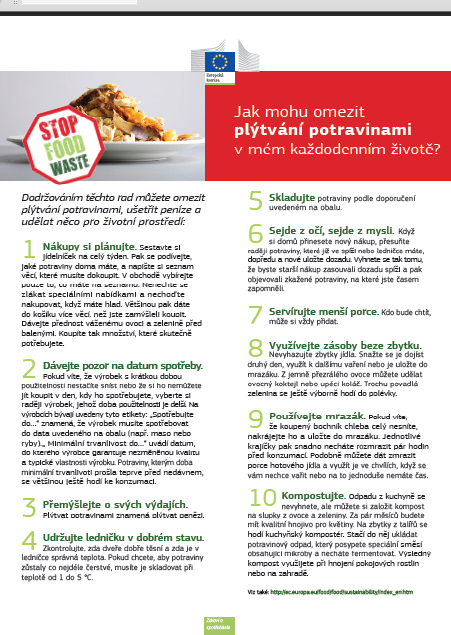 Evropská
komise
STOP
FOOD
WASTE
Jak mohu omezit
plýtvání potravinami
v mém každodenním životě?
Dodržováním těchto rad můžete omezit
plýtvání potravinami, ušetřit peníze a
udělat něco pro životní prostředí:
1 Nákupy si plánujte. Sestavte si
jídelníček na celý týden. Pak se podívejte,
jaké potraviny doma máte, a napište si seznam
věcí, které musíte dokoupit. V obchodě vybírejte
pouze to, co máte na seznamu. Nenechte se
zlákat speciálními nabídkami a nechoďte
nakupovat, když máte hlad. Většinou pak dáte
do košíku více věcí, než jste zamýšleli koupit.
Dávejte přednost váženému ovoci a zelenině před
balenými. Koupíte tak množství, které skutečně
potřebujete.
2 Dávejte pozor na datum spotřeby.
Pokud víte, že výrobek s krátkou dobou
použitelnosti nestačíte sníst nebo že si ho nemůžete
jít koupit v den, kdy ho spotřebujete, vyberte si
raději výrobek, jehož doba použitelnosti je delší. Na
výrobcích bývají uvedeny tyto etikety: „Spotřebujte
do…“ znamená, že výrobek musíte spotřebovat
do data uvedeného na obalu (např. maso nebo
ryby).„ Minimální trvanlivost do…“ uvádí datum,
do kterého výrobce garantuje nezměněnou kvalitu
a typické vlastnosti výrobku. Potraviny, kterým doba
minimální trvanlivosti prošla teprve před nedávnem,
se většinou ještě hodí ke konzumaci.
3 Přemýšlejte o svých výdajích.
Plýtvat potravinami znamená plýtvat penězi.
4 Udržujte ledničku v dobrém stavu.
Zkontrolujte, zda dveře dobře těsní a zda je v
ledničce správná teplota. Pokud chcete, aby potraviny
zůstaly co nejdéle čerstvé, musíte je skladovat při
teplotě od 1 do 5 °C.
5 Skladujte potraviny podle doporučení
uvedeném na obalu.
6 Sejde z očí, sejde z mysli. Když
si domů přinesete nový nákup, přesuňte
raději potraviny, které již ve spíži nebo ledničce máte,
dopředu a nové uložte dozadu. Vyhnete se tak tomu,
že byste starší nákup zasouvali dozadu spíži a pak
objevovali zkažené potraviny, na které jste časem
zapomněli.
7 Servírujte menší porce. Kdo bude chtít,
může si vždy přidat.
8 Využívejte zásoby beze zbytku.
Nevyhazujte zbytky jídla. Snažte se je dojíst
druhý den, využít k dalšímu vaření nebo je uložte do
mrazáku. Z jemně přezrálého ovoce můžete udělat
ovocný koktejl nebo upéci koláč. Trochu povadlá
zelenina se ještě výborně hodí do polévky.
9 Používejte mrazák. Pokud víte,
že koupený bochník chleba celý nesníte,
nakrájejte ho a uložte do mrazáku. Jednotlivé
krajíčky pak snadno necháte rozmrazit pár hodin
před konzumací. Podobně můžete dát zmrazit
porce hotového jídla a využít je ve chvílích, když se
vám nechce vařit nebo na to jednoduše nemáte čas.
10 Kompostujte. Odpadu z kuchyně se
nevyhnete, ale můžete si založit kompost
na slupky z ovoce a zeleniny. Za pár měsíců budete
mít kvalitní hnojivo pro květiny. Na zbytky z talířů se
hodí kuchyňský kompostér. Stačí do něj ukládat
potravinový odpad, který posypete speciální směsí
obsahující mikroby a necháte fermentovat. Výsledný
kompost využijete při hnojení pokojových rostlin
nebo na zahradě.
Viz také: http://ec.europa.eu/food/food/sustainability/index_en.htm
Zdraví a
spotřebitelé